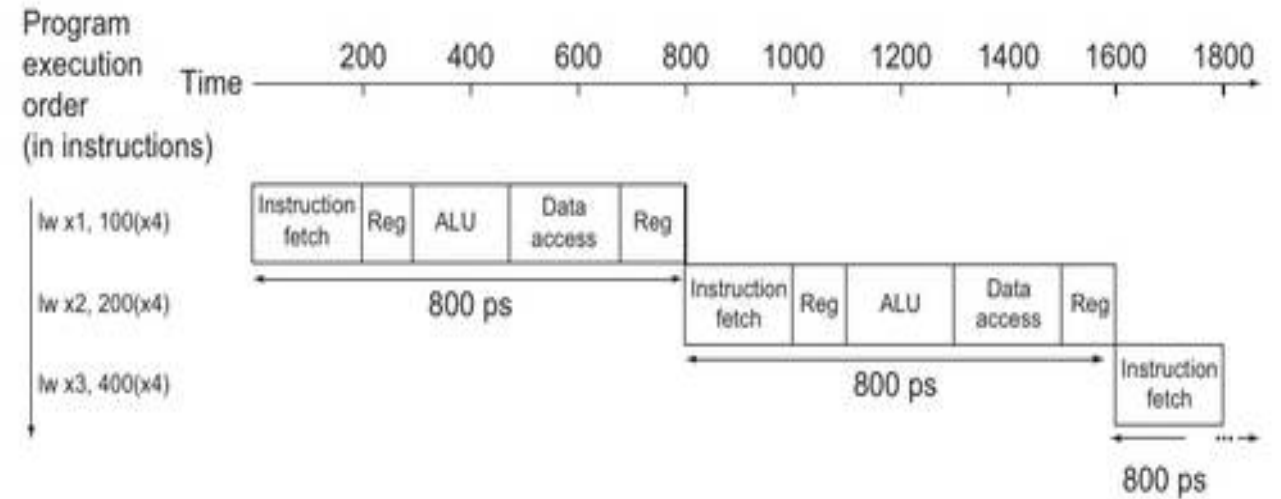 Program
execution
order
(in instructions)
Time
200 400 600 800 1000 1200 1400 1600 1800
lw x1, 100(x4)
Instruction
fetch
Reg
ALU
Data
access
Reg
800 ps
lw x2, 200(x4)
Instruction
fetch
Reg
ALU
Data
access
Reg
800 ps
lw x3, 400(x4)
Instruction
fetch
...
800 ps